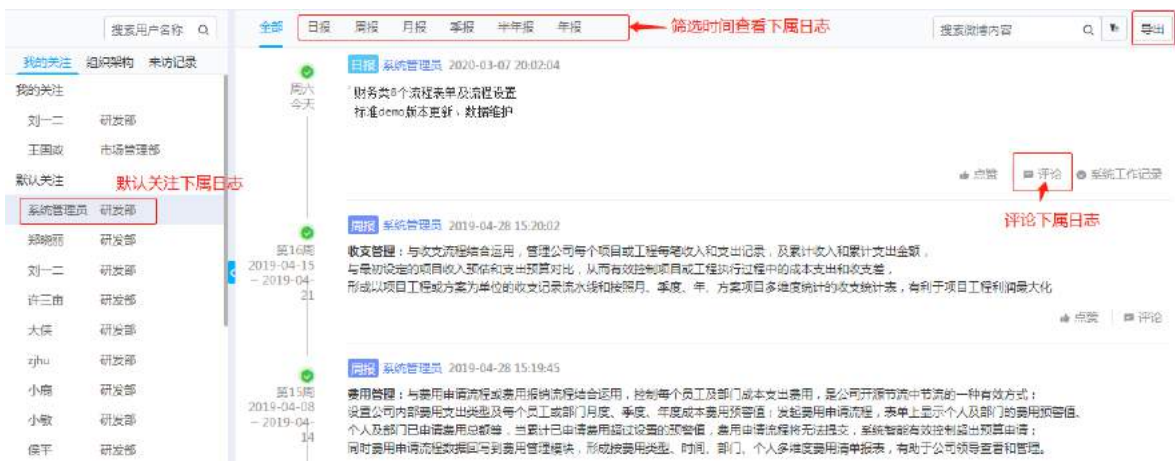 搜索用户名称
全部 日报 周报 月报 季报 半年报 年报
筛选时间查看下属日志
搜索微博内容
导出
我的关注 组织架构 来访记录
我的关注
刘一二 研发部
王国政 市场管理部
默认关注
默认关注下属日志
系统管理员 研发部
郑晓丽 研发部
刘一二 研发部
许三亩 研发部
大侠 研发部
zjhu 研发部
小扇 研发部
小敏 研发部
侯平 研发部
周六
今天
日报 系统管理员 2020-03-07 20:02:04
财务类8个流程表单及流程设置
标准demo版本更新、数据维护
点赞 评论 系统工作记录
评论下属日志
第16周
2019-04-15
- 2019-04-
21
周报 系统管理员 2019-04-28 15:20:02
收支管理:与收支流程结合运用,管理公司每个项目或工程每笔收入和支出记录,及累计收入和累计支出金额,
与最初设定的项目收入预估和支出预算对比,从而有效控制项目或工程执行过程中的成本支出和收支差,
形成以项目工程或方案为单位的收支记录流水线和按照月、季度、年、方案项目多维度统计的收支统计表,有利于项目工程利润最大化
点赞 评论
第15周
2019-04-08
- 2019-04-
14
周报 系统管理员 2019-04-28 15:19:45
费用管理:与费用申请流程或费用报销流程结合运用,控制每个员工及部门成本支出费用,是公司开源节流中节流的一种有效方式;
设置公司内部费用支出类型及每个员工或部门月度、季度、年度成本费用预警值;发起费用申请流程,表单上显示个人及部门的费用预警值、
个人及部门已申请费用总额等,当累计已申请费用超过设置的预警值,费用申请流程将无法提交,系统智能有效控制超出预算申请;
同时费用申请流程数据回写到费用管理模块,形成按费用类型、时间、部门、个人多维度费用清单报表,有助于公司领导查看和管理。